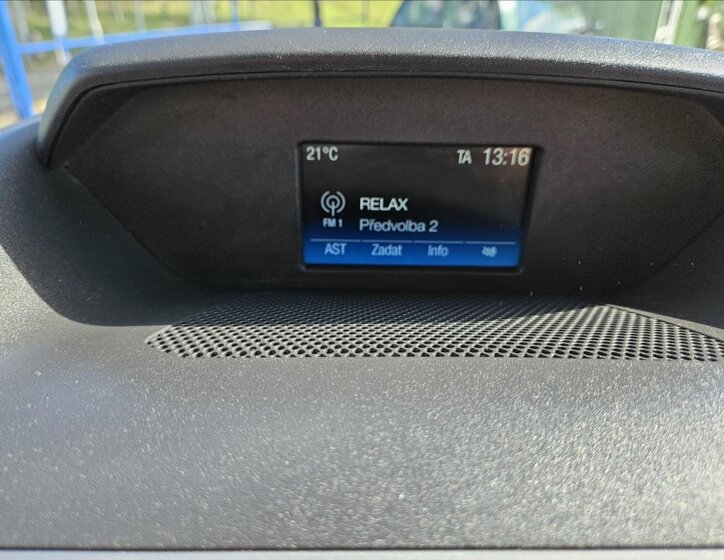 21°C TA 13:16
RELAX
FM 1 Předvolba 2
AST Zadat Info